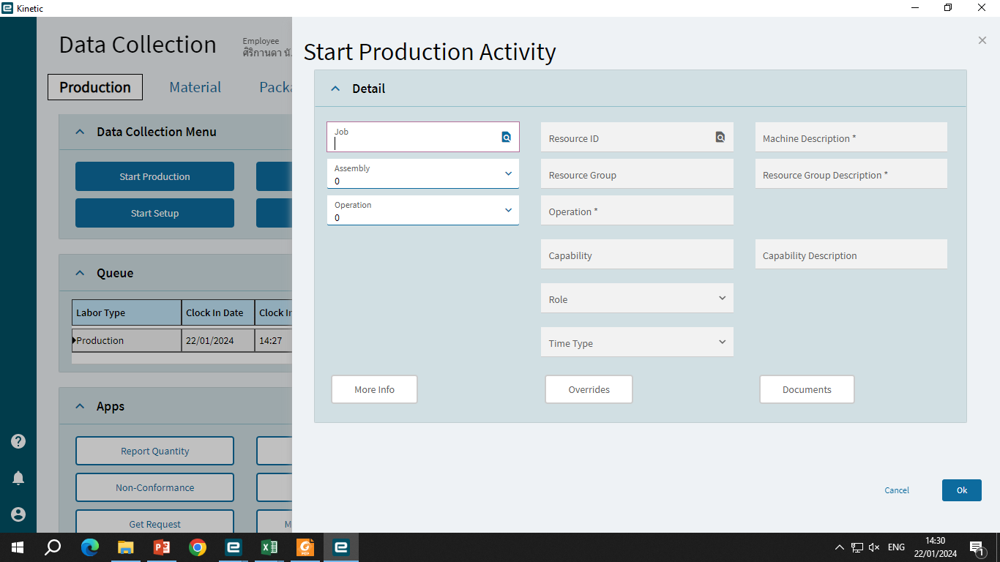 Kinetic
Data Collection
Employee
ศิริกานดา นั.
Production
Material
Packa
Data Collection Menu
Start Production
Start Setup
Queue
Labor Type
Clock In Date
Clock In
Production
22/01/2024
14:27
Apps
Report Quantity
Non-Conformance
Get Request
M
Start Production Activity
Detail
Job
Resource ID
Machine Description *
Assembly
0
Resource Group
Resource Group Description *
Operation
0
Operation *
Capability
Capability Description
Role
Time Type
More Info
Overrides
Documents
Cancel
Ok
ENG
14:30
22/01/2024
1